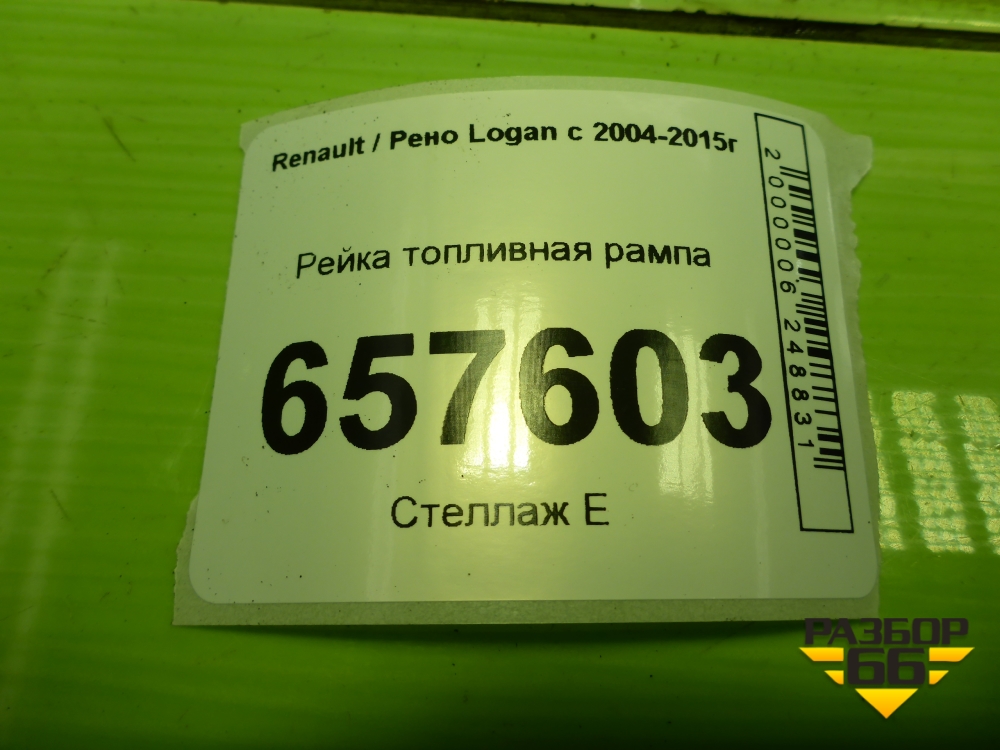 Renault / Рено Logan с 2004-2015г
Рейка топливная рампа
657603
Стеллаж Е
2000006248831
РАЗБОР
66